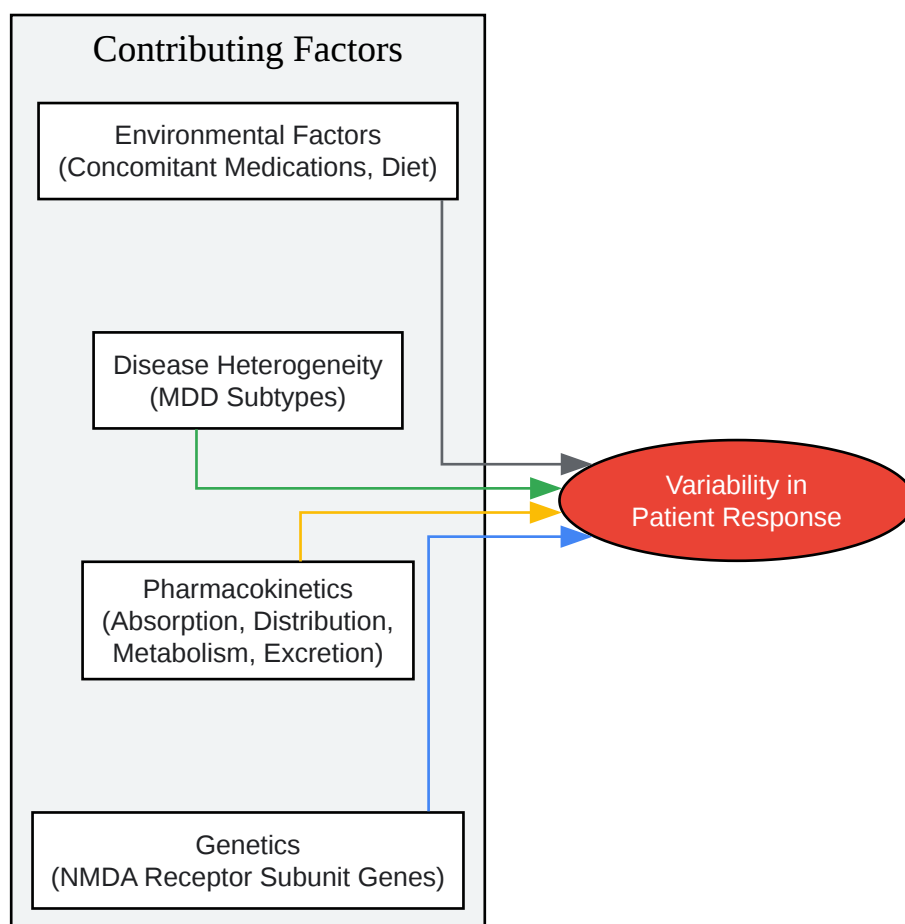 Contributing Factors
Environmental Factors
(Concomitant Medications, Diet)
Disease Heterogeneity
(MDD Subtypes)
Variability in
Patient Response
Pharmacokinetics
(Absorption, Distribution,
Metabolism, Excretion)
Genetics
(NMDA Receptor Subunit Genes)